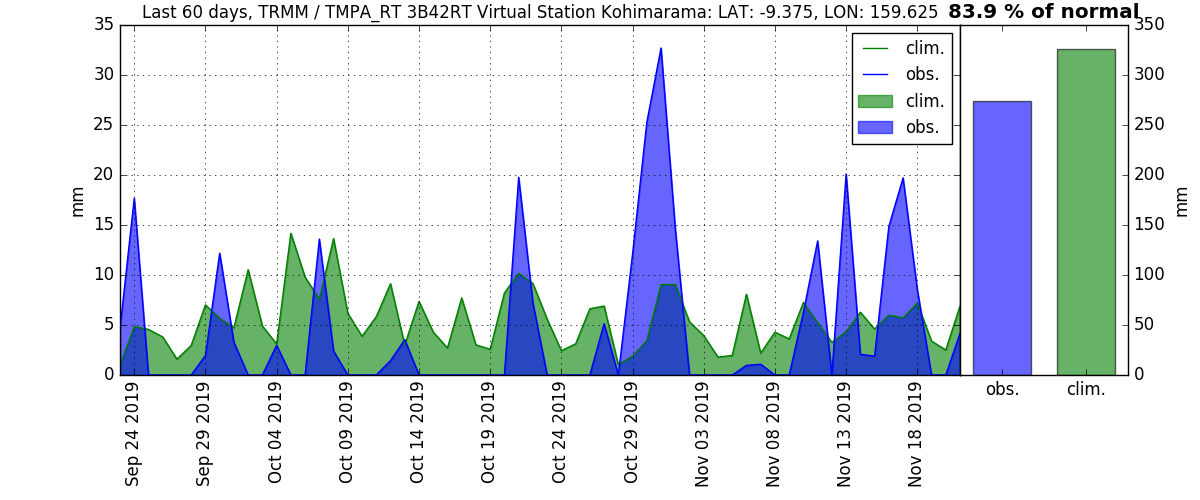 Last 60 days, TRMM / TMPA_RT 3B42RT Virtual Station Kohimarama: LAT: -9.375, LON: 159.625 83.9 % of normal
clim.
obs.
clim.
obs.
35
30
25
20
15
10
5
0
mm
350
300
250
200
150
100
50
0
mm
Sep 24 2019
Sep 29 2019
Oct 04 2019
Oct 09 2019
Oct 14 2019
Oct 19 2019
Oct 24 2019
Oct 29 2019
Nov 03 2019
Nov 08 2019
Nov 13 2019
Nov 18 2019
obs.
clim.